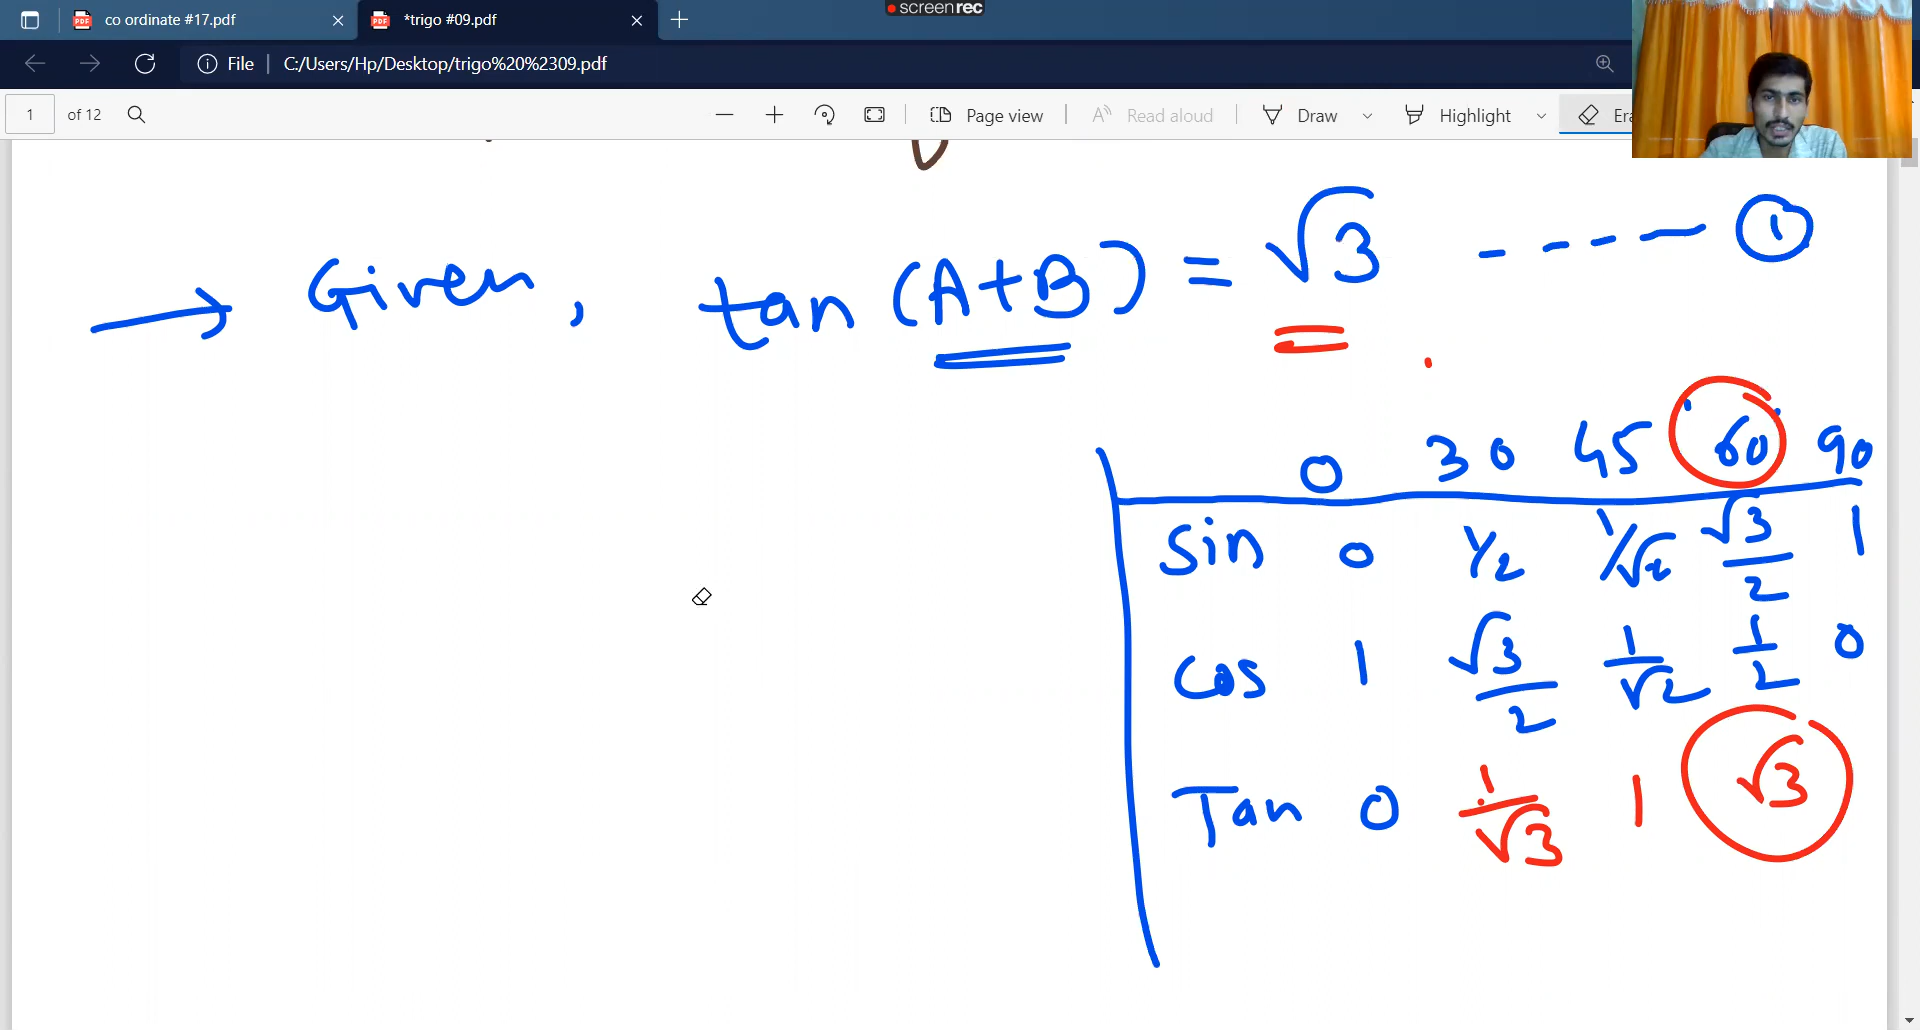 co ordinate #17.pdf
*trigo #09.pdf
screenrec
File
C:/Users/Hp/Desktop/trigo%20%2309.pdf
1 of 12
Page view
Read aloud
Draw
Highlight
Era
→ Given, tan (A+B) = √3 ---- ①
0 30 45 60 90
Sin 0 1/2 1/√2 √3/2 1
Cos 1 √3/2 1/√2 1/2 0
Tan 0 1/√3 1 √3